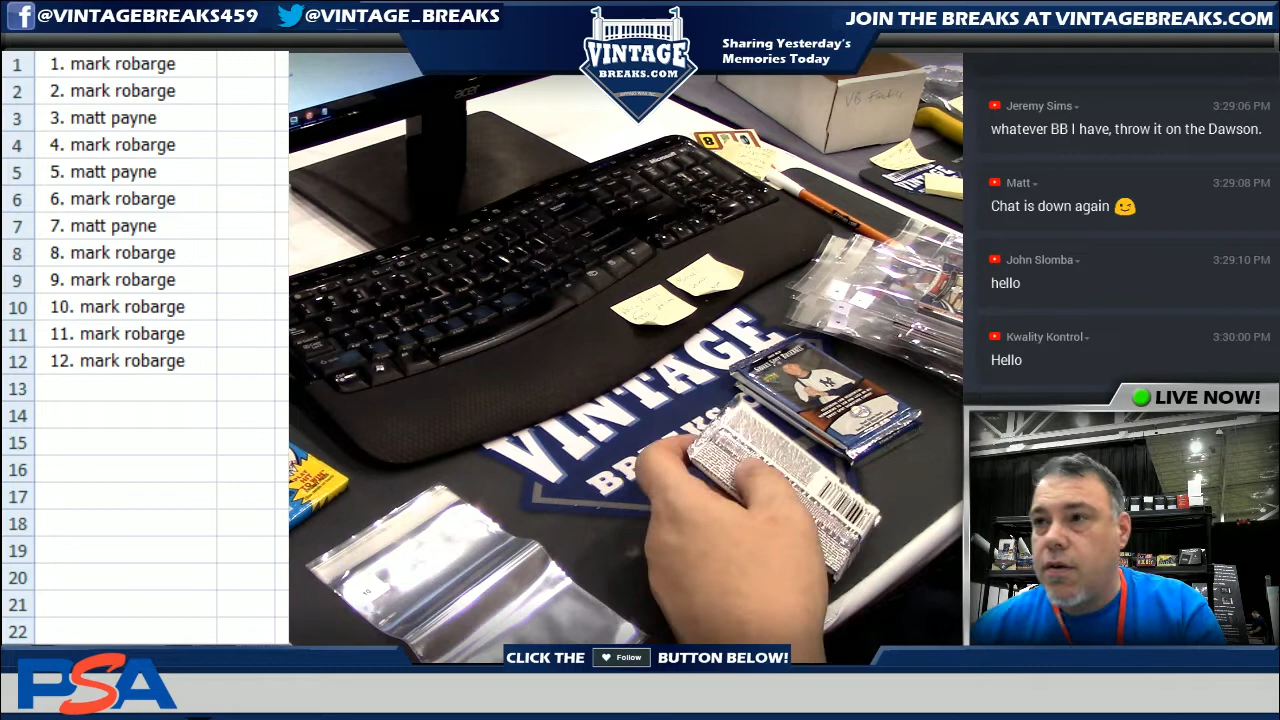 @VINTAGEBREAKS459
@VINTAGE_BREAKS
VINTAGE
BREAKS.COM
Sharing Yesterday's
Memories Today
JOIN THE BREAKS AT VINTAGEBREAKS.COM
1 1. mark robarge
2 2. mark robarge
3 3. matt payne
4 4. mark robarge
5 5. matt payne
6 6. mark robarge
7 7. matt payne
8 8. mark robarge
9 9. mark robarge
10 10. mark robarge
11 11. mark robarge
12 12. mark robarge
13
14
15
16
17
18
19
20
21
22
acer
Microsoft
8
VINTAGE
Jeremy Sims 3:29:06 PM
whatever BB I have, throw it on the Dawson.
Matt 3:29:08 PM
Chat is down again 😉
John Slomba 3:29:10 PM
hello
Kwality Kontrol 3:30:00 PM
Hello
LIVE NOW!
10
CLICK THE Follow BUTTON BELOW!
PSA